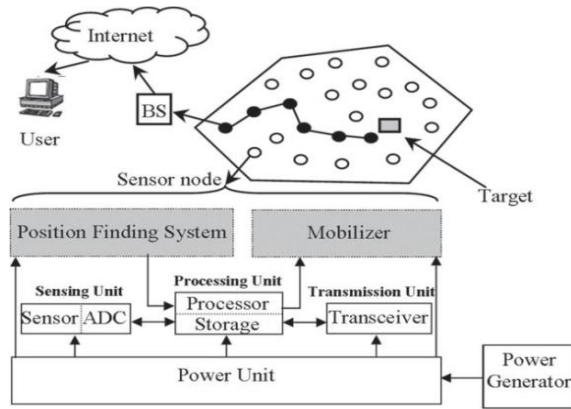 Internet
BS
User
Sensor node
Target
Position Finding System
Mobilizer
Sensing Unit
Processing Unit
Transmission Unit
Sensor ADC
Processor
Storage
Transceiver
Power Unit
Power
Generator